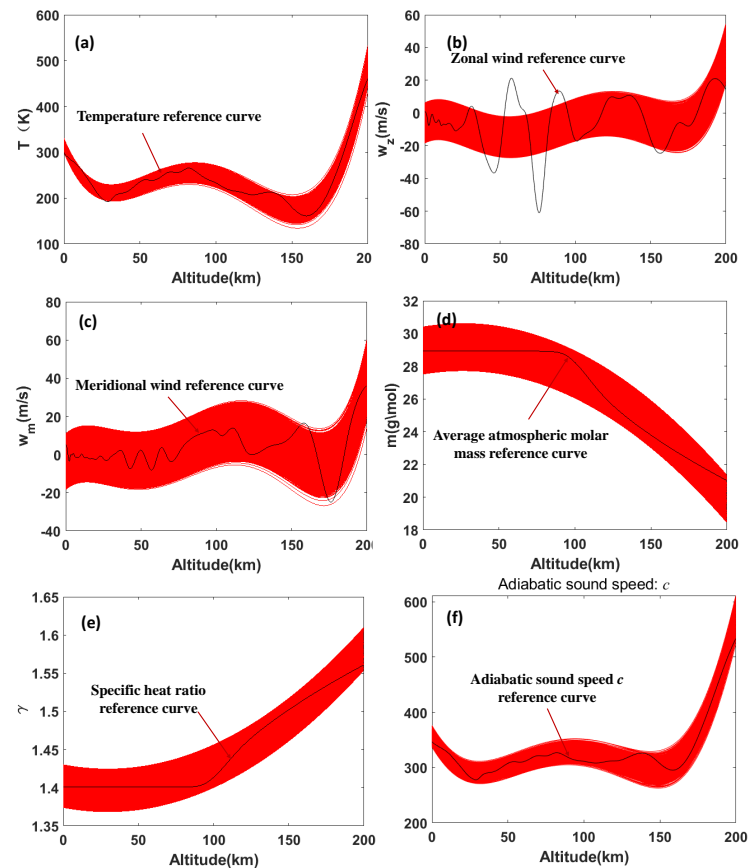 (a)
Temperature reference curve
T（K)
600
500
400
300
200
100
0 50 100 150 200
Altitude(km)
(b)
Zonal wind reference curve
w_z(m/s)
60
40
20
0
-20
-40
-60
-80
0 50 100 150 200
Altitude(km)
(c)
Meridional wind reference curve
w_m(m/s)
80
60
40
20
0
-20
-40
0 50 100 150 200
Altitude(km)
(d)
Average atmospheric molar
mass reference curve
m(g\mol)
32
30
28
26
24
22
20
18
0 50 100 150 200
Altitude(km)
(e)
Specific heat ratio
reference curve
γ
1.65
1.6
1.55
1.5
1.45
1.4
1.35
0 50 100 150 200
Altitude(km)
Adiabatic sound speed: c
(f)
Adiabatic sound speed c
reference curve
600
500
400
300
200
0 50 100 150 200
Altitude(km)